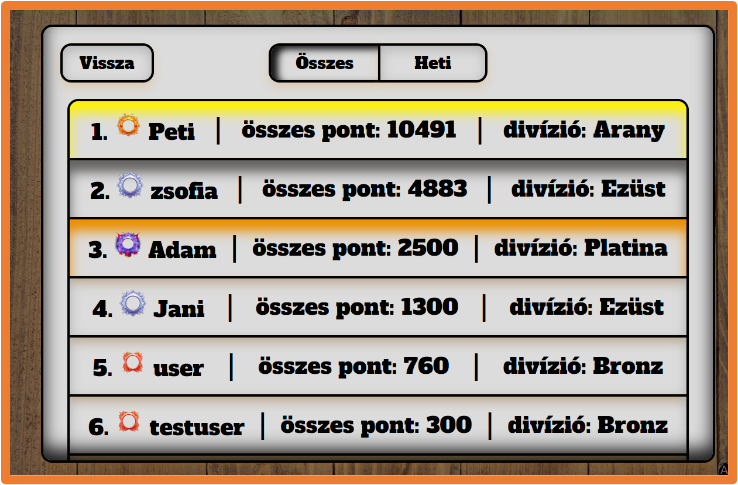 Vissza Összes Heti
1. Peti | összes pont: 10491 | divízió: Arany
2. zsofia | összes pont: 4883 | divízió: Ezüst
3. Adam | összes pont: 2500 | divízió: Platina
4. Jani | összes pont: 1300 | divízió: Ezüst
5. user | összes pont: 760 | divízió: Bronz
6. testuser | összes pont: 300 | divízió: Bronz